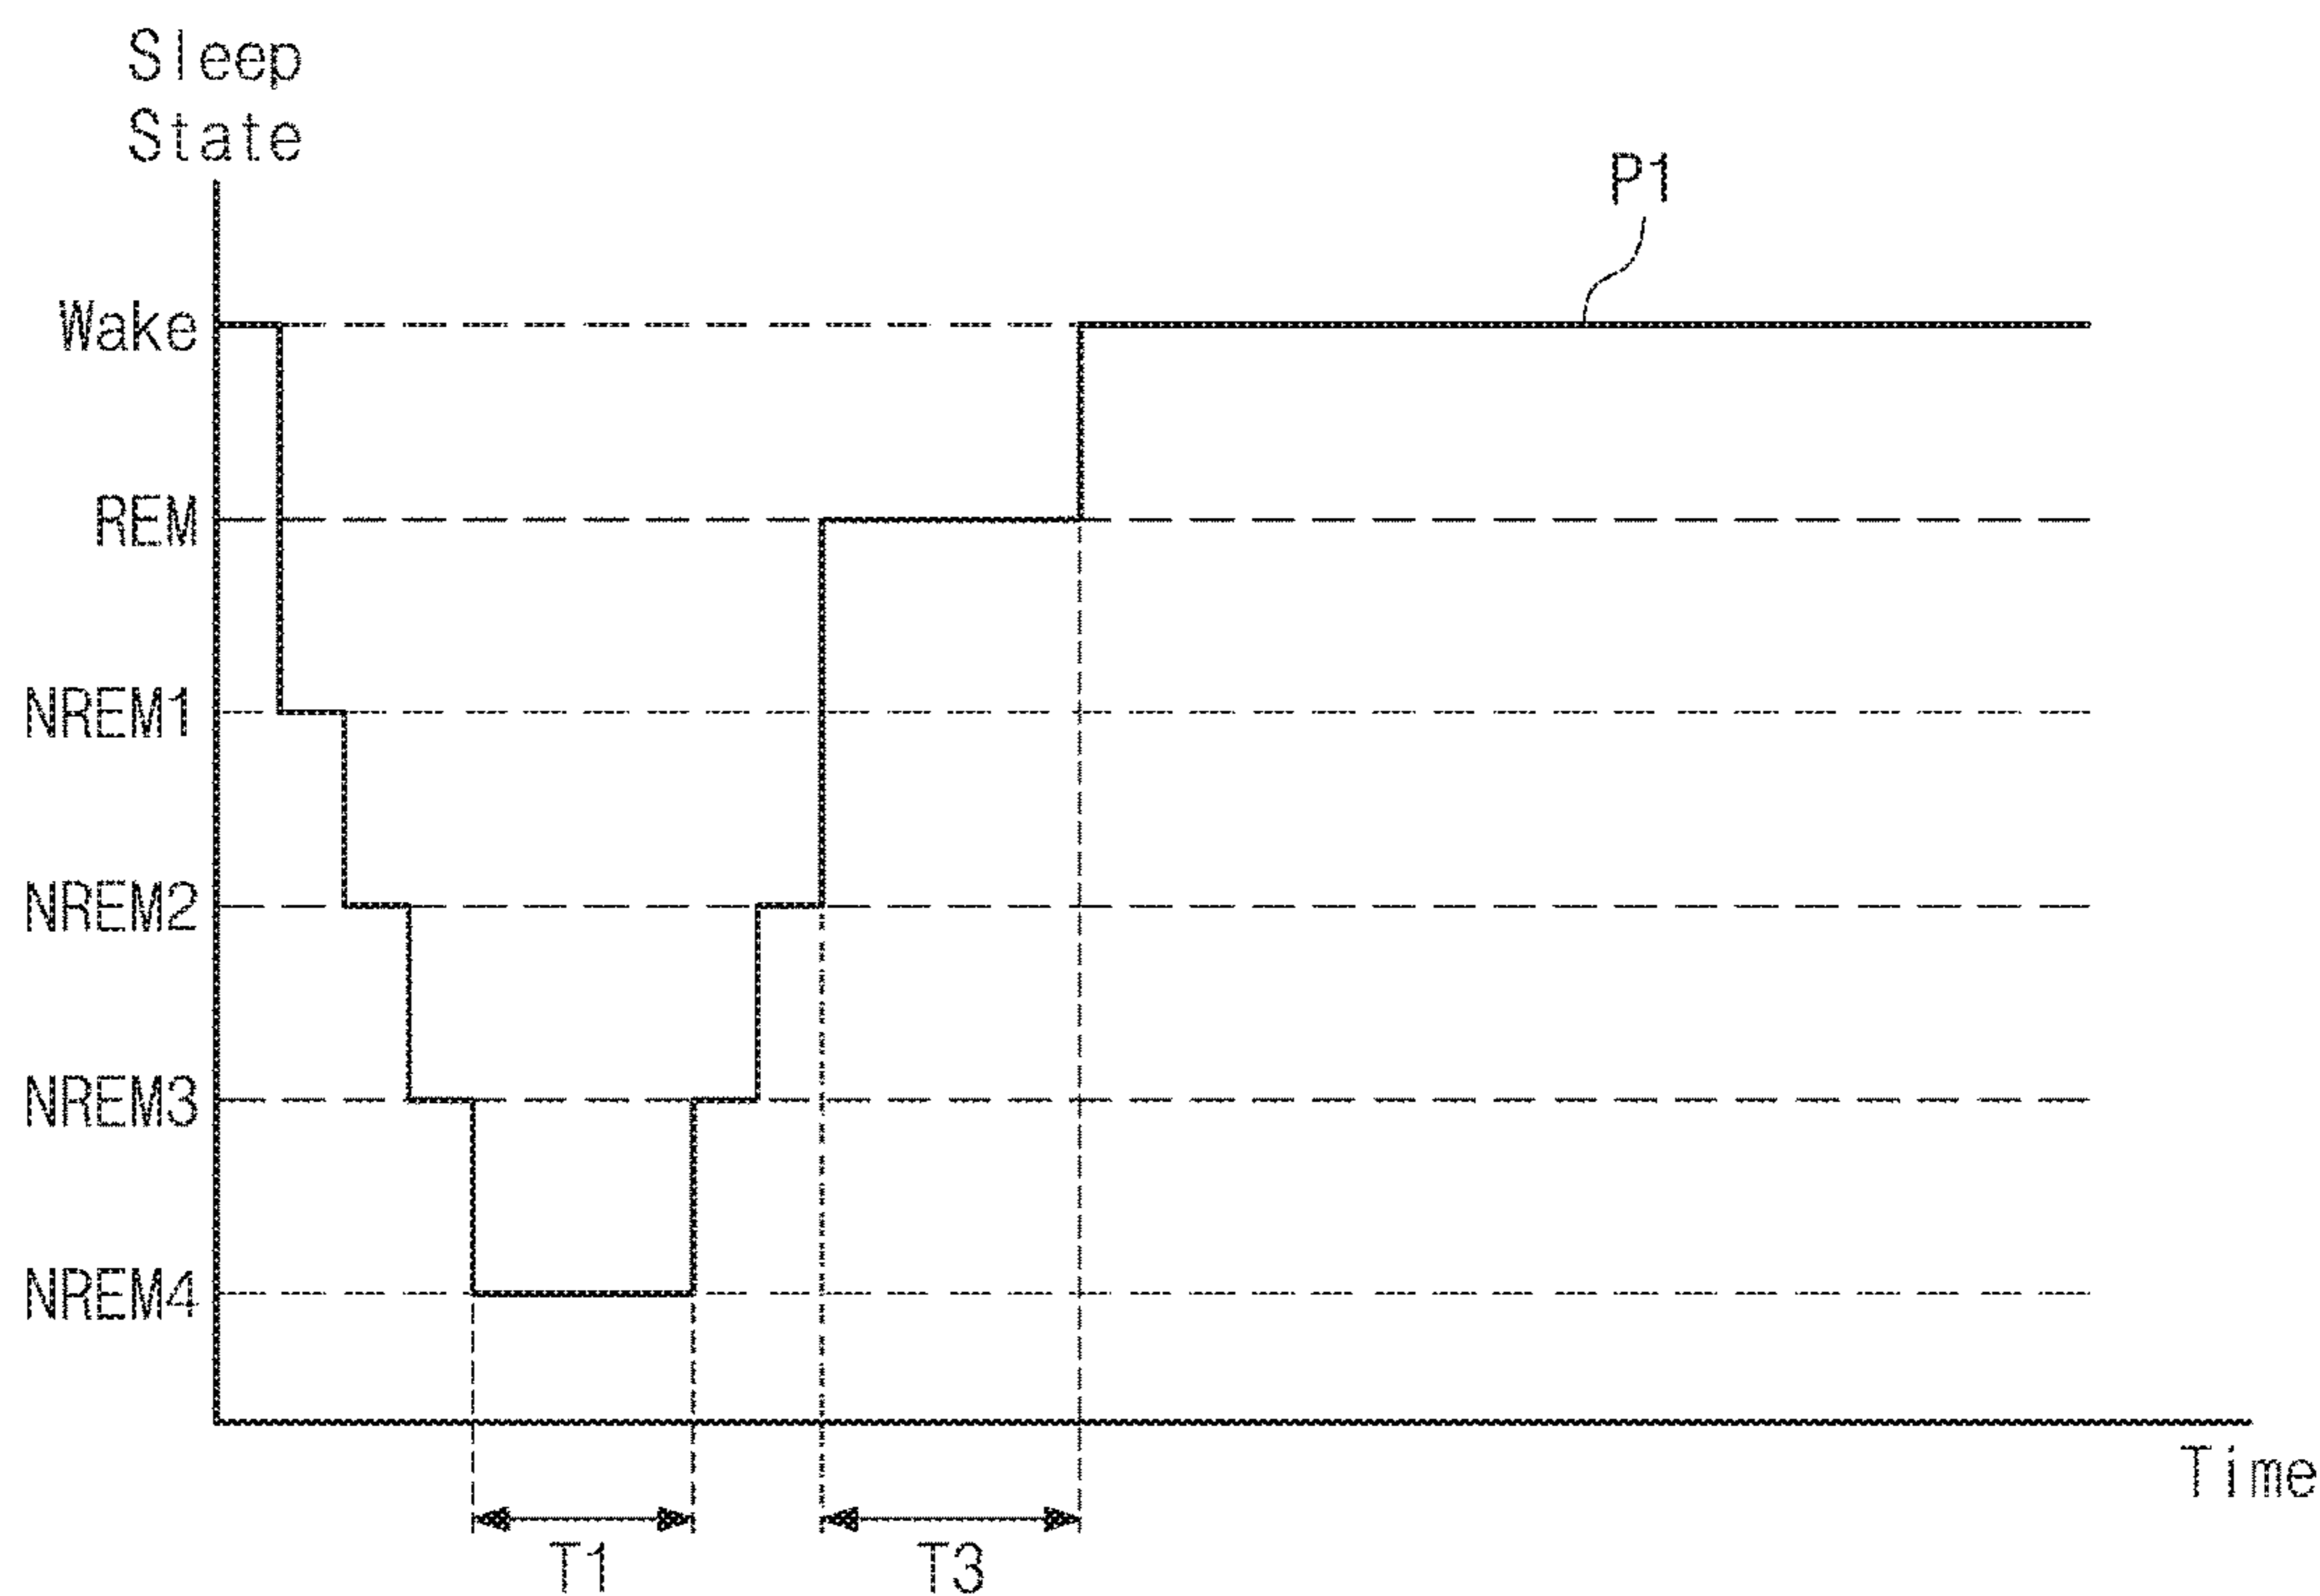 Sleep
State
P1
Wake
REM
NREM1
NREM2
NREM3
NREM4
Time
T1
T3